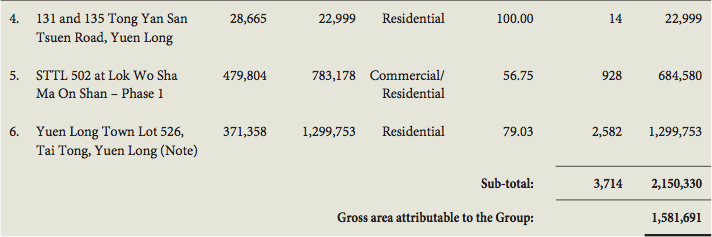 4. 131 and 135 Tong Yan San 28,665 22,999 Residential 100.00 14 22,999
Tsuen Road, Yuen Long
5. STTL 502 at Lok Wo Sha 479,804 783,178 Commercial/ 56.75 928 684,580
Ma On Shan – Phase 1 Residential
6. Yuen Long Town Lot 526, 371,358 1,299,753 Residential 79.03 2,582 1,299,753
Tai Tong, Yuen Long (Note)
Sub-total: 3,714 2,150,330
Gross area attributable to the Group: 1,581,691